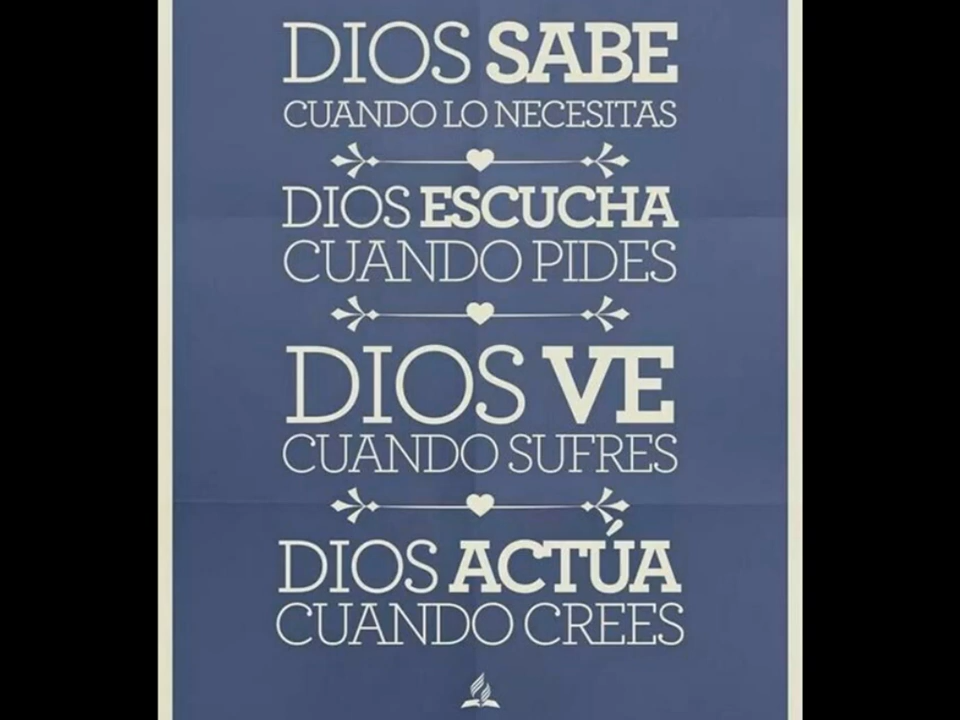 DIOS SABE
CUANDO LO NECESITAS
DIOS ESCUCHA
CUANDO PIDES
DIOS VE
CUANDO SUFRES
DIOS ACTÚA
CUANDO CREES